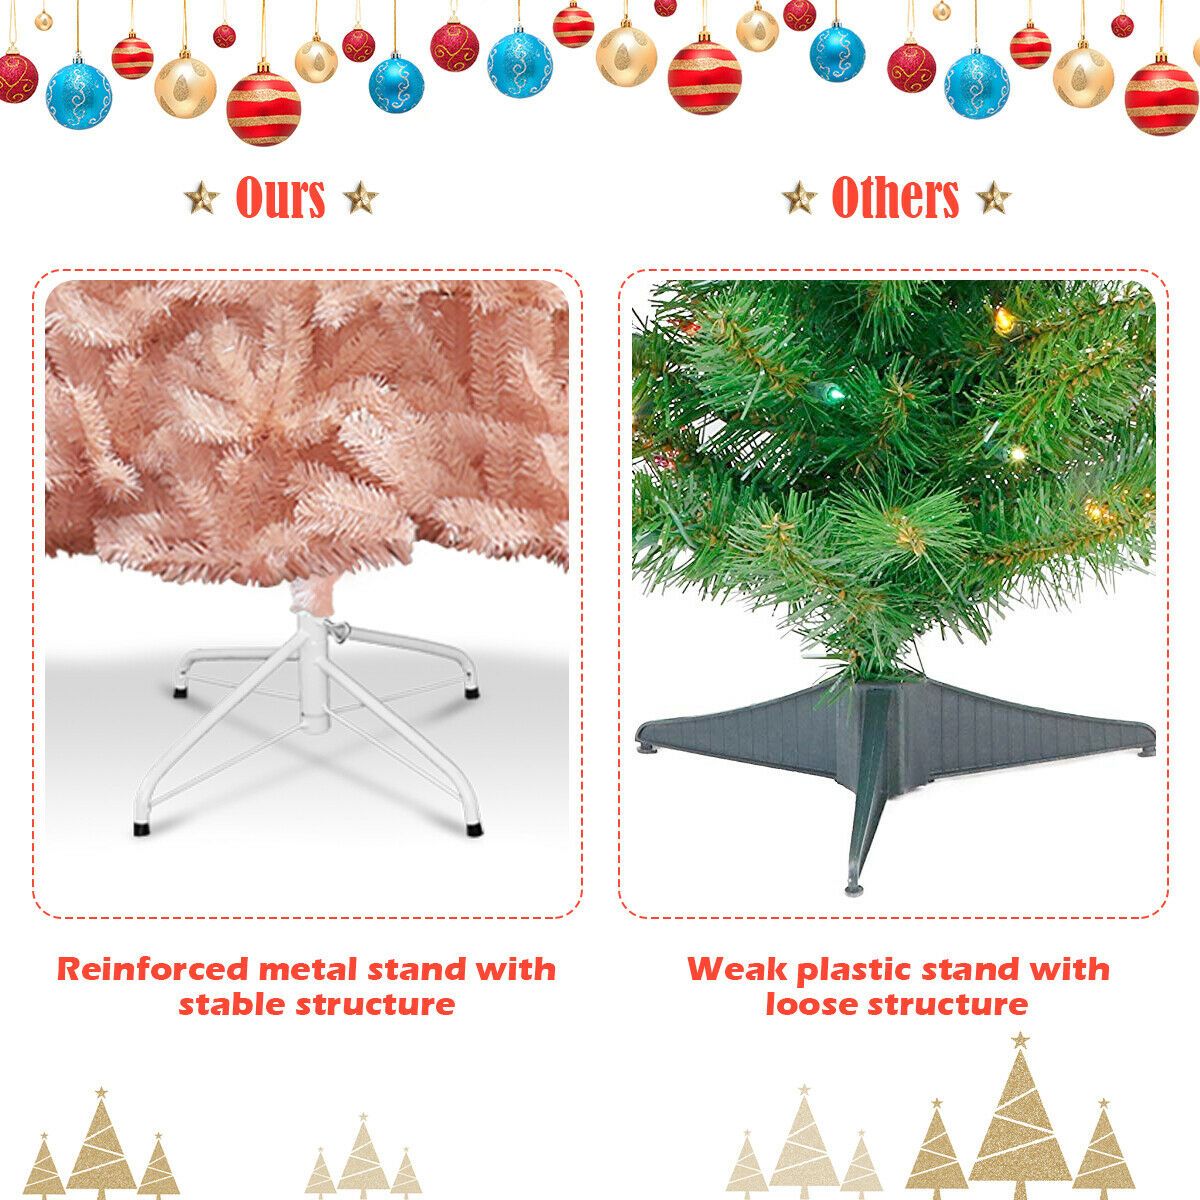 Ours
Others
Reinforced metal stand with
stable structure
Weak plastic stand with
loose structure